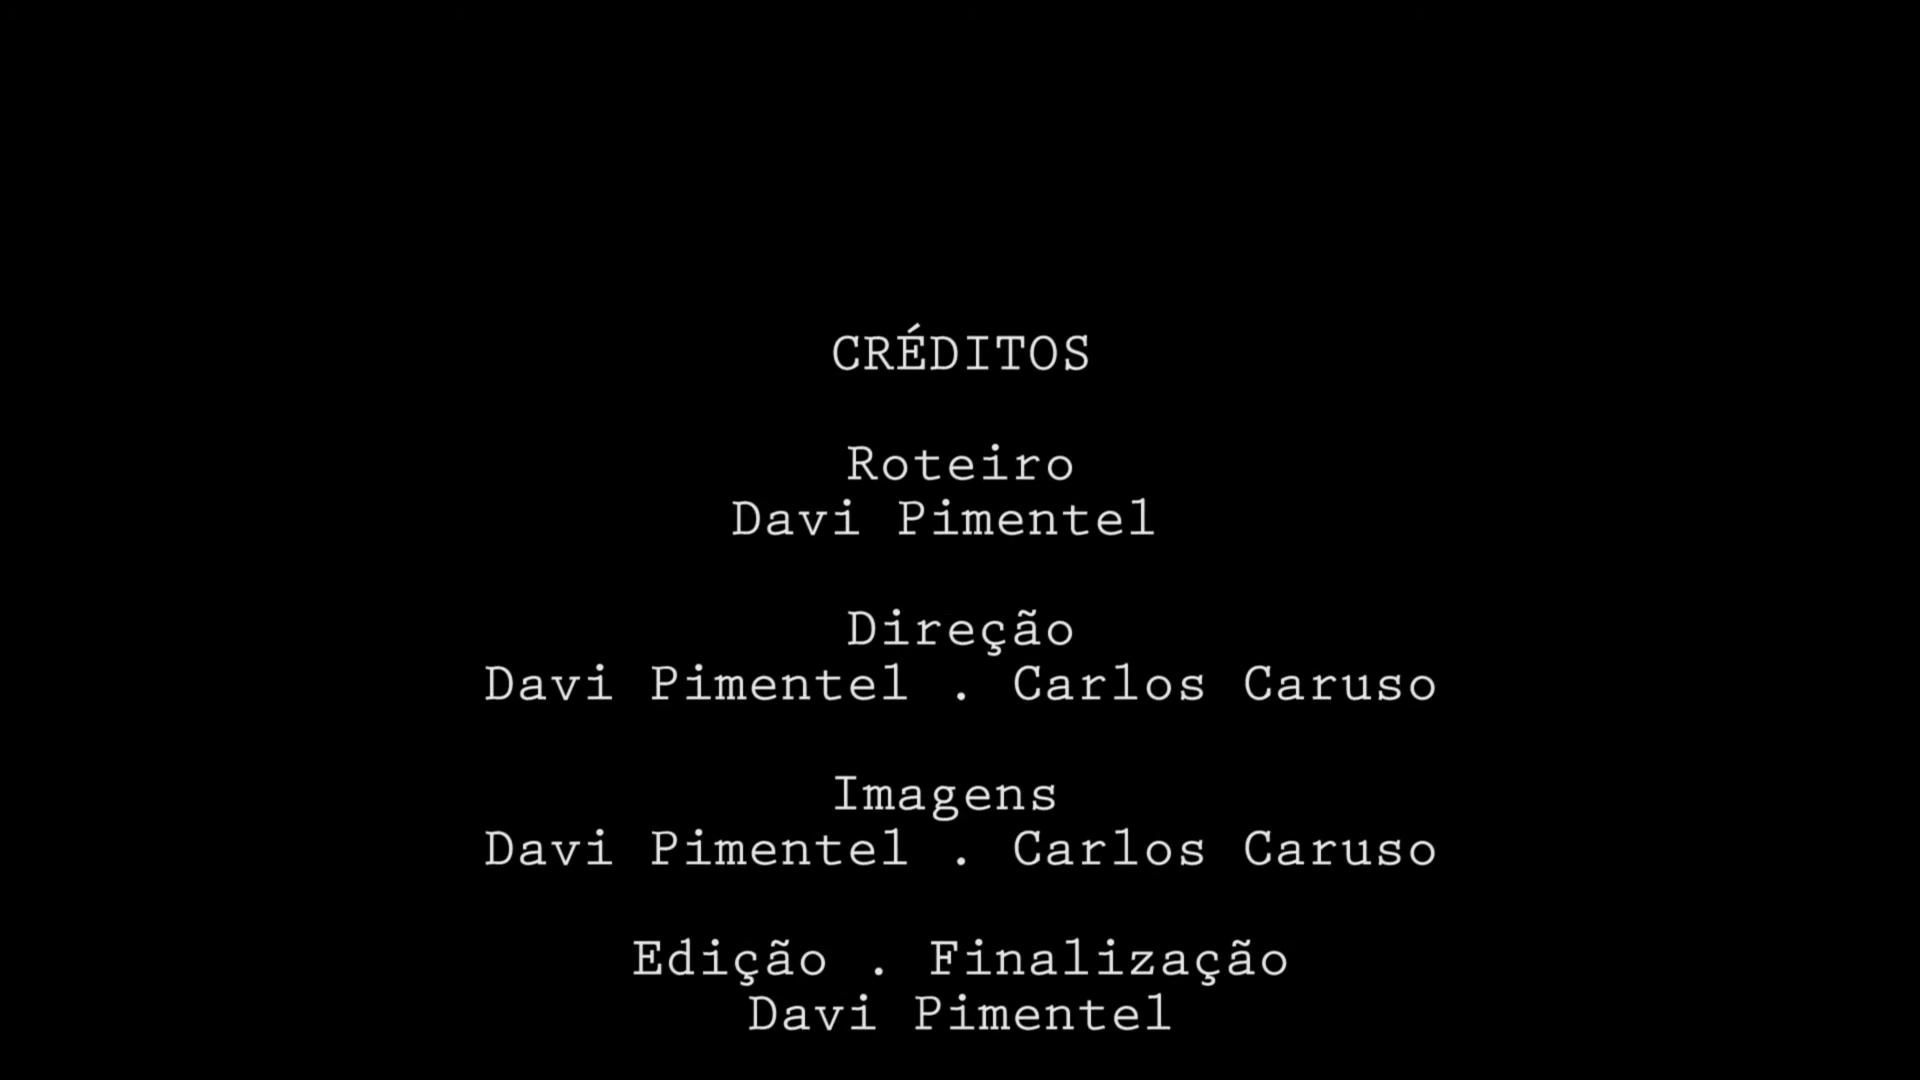 CRÉDITOS
Roteiro
Davi Pimentel
Direção
Davi Pimentel . Carlos Caruso
Imagens
Davi Pimentel . Carlos Caruso
Edição . Finalização
Davi Pimentel